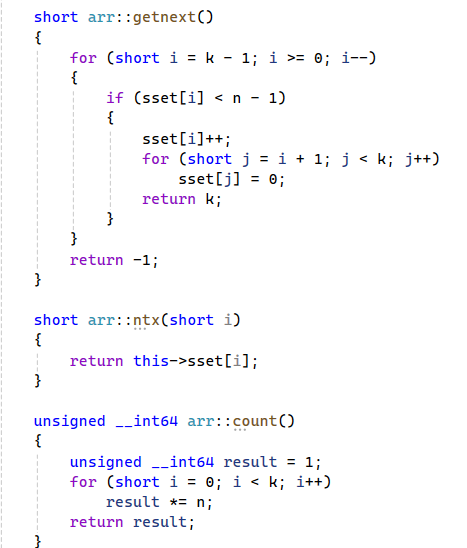 short arr::getnext()
{
for (short i = k - 1; i >= 0; i--)
{
if (sset[i] < n - 1)
{
sset[i]++;
for (short j = i + 1; j < k; j++)
sset[j] = 0;
return k;
}
}
return -1;
}
short arr::ntx(short i)
{
return this->sset[i];
}
unsigned __int64 arr::count()
{
unsigned __int64 result = 1;
for (short i = 0; i < k; i++)
result *= n;
return result;
}